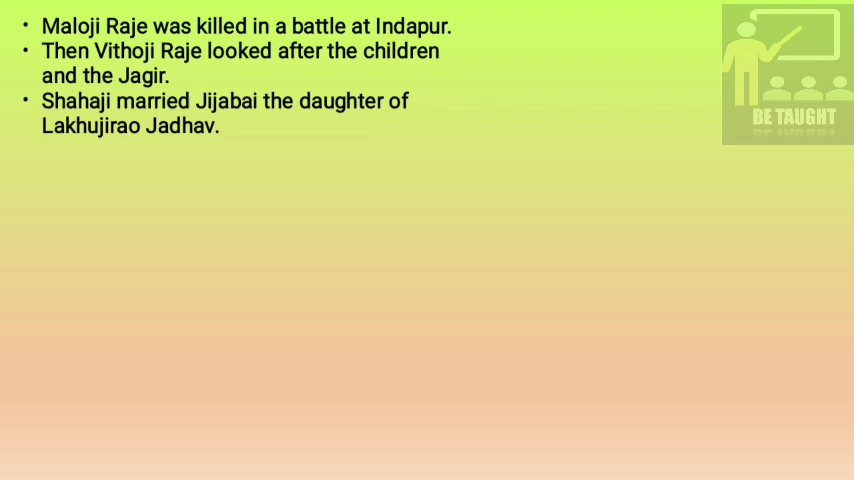 • Maloji Raje was killed in a battle at Indapur.
• Then Vithoji Raje looked after the children
and the Jagir.
• Shahaji married Jijabai the daughter of
Lakhujirao Jadhav.
BE TAUGHT